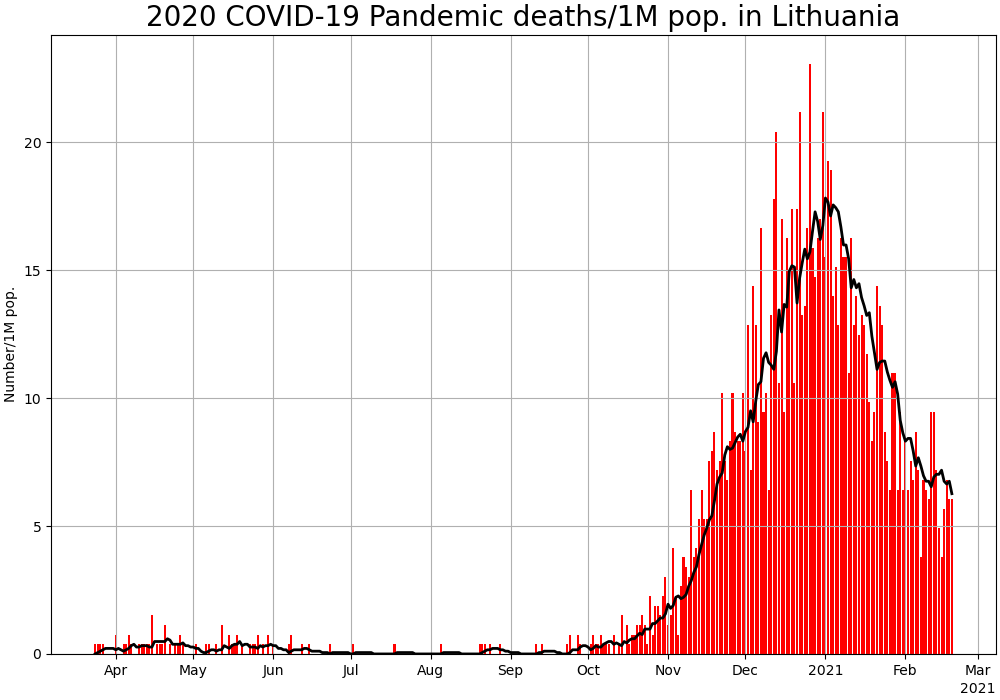 2020 COVID-19 Pandemic deaths/1M pop. in Lithuania
Number/1M pop.
20
15
10
5
0
Apr May Jun Jul Aug Sep Oct Nov Dec 2021 Feb Mar
2021